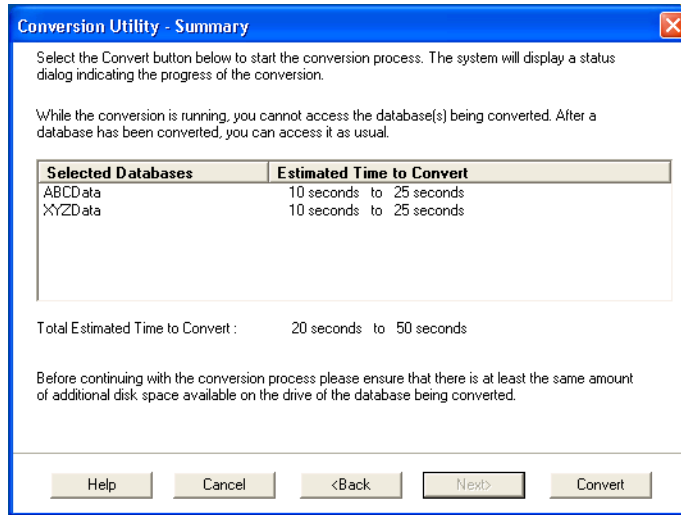 Conversion Utility - Summary
Select the Convert button below to start the conversion process. The system will display a status
dialog indicating the progress of the conversion.
While the conversion is running, you cannot access the database(s) being converted. After a
database has been converted, you can access it as usual.
Selected Databases Estimated Time to Convert
ABCData 10 seconds to 25 seconds
XYZData 10 seconds to 25 seconds
Total Estimated Time to Convert : 20 seconds to 50 seconds
Before continuing with the conversion process please ensure that there is at least the same amount
of additional disk space available on the drive of the database being converted.
Help Cancel <Back Next> Convert